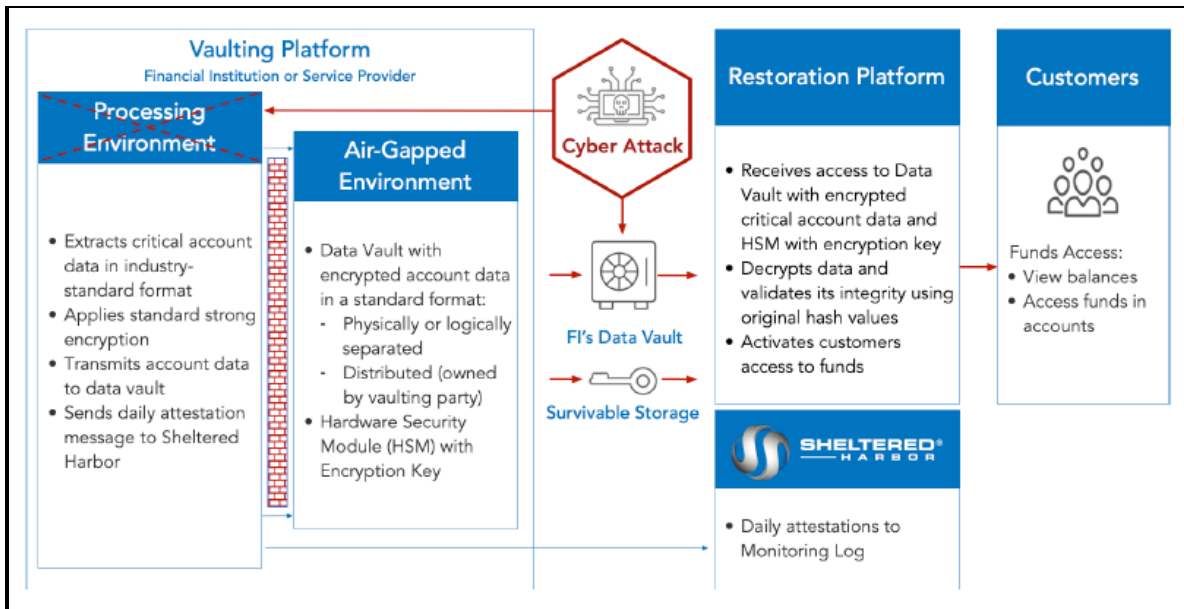 Vaulting Platform
Financial Institution or Service Provider
Processing
Environment
• Extracts critical account
data in industry-
standard format
• Applies standard strong
encryption
• Transmits account data
to data vault
• Sends daily attestation
message to Sheltered
Harbor
Air-Gapped
Environment
• Data Vault with
encrypted account data
in a standard format:
- Physically or logically
separated
- Distributed (owned
by vaulting party)
• Hardware Security
Module (HSM) with
Encryption Key
Cyber Attack
FI's Data Vault
Survivable Storage
Restoration Platform
• Receives access to Data
Vault with encrypted
critical account data and
HSM with encryption key
• Decrypts data and
validates its integrity using
original hash values
• Activates customers
access to funds
SHELTERED®
HARBOR
• Daily attestations to
Monitoring Log
Customers
Funds Access:
• View balances
• Access funds in
accounts